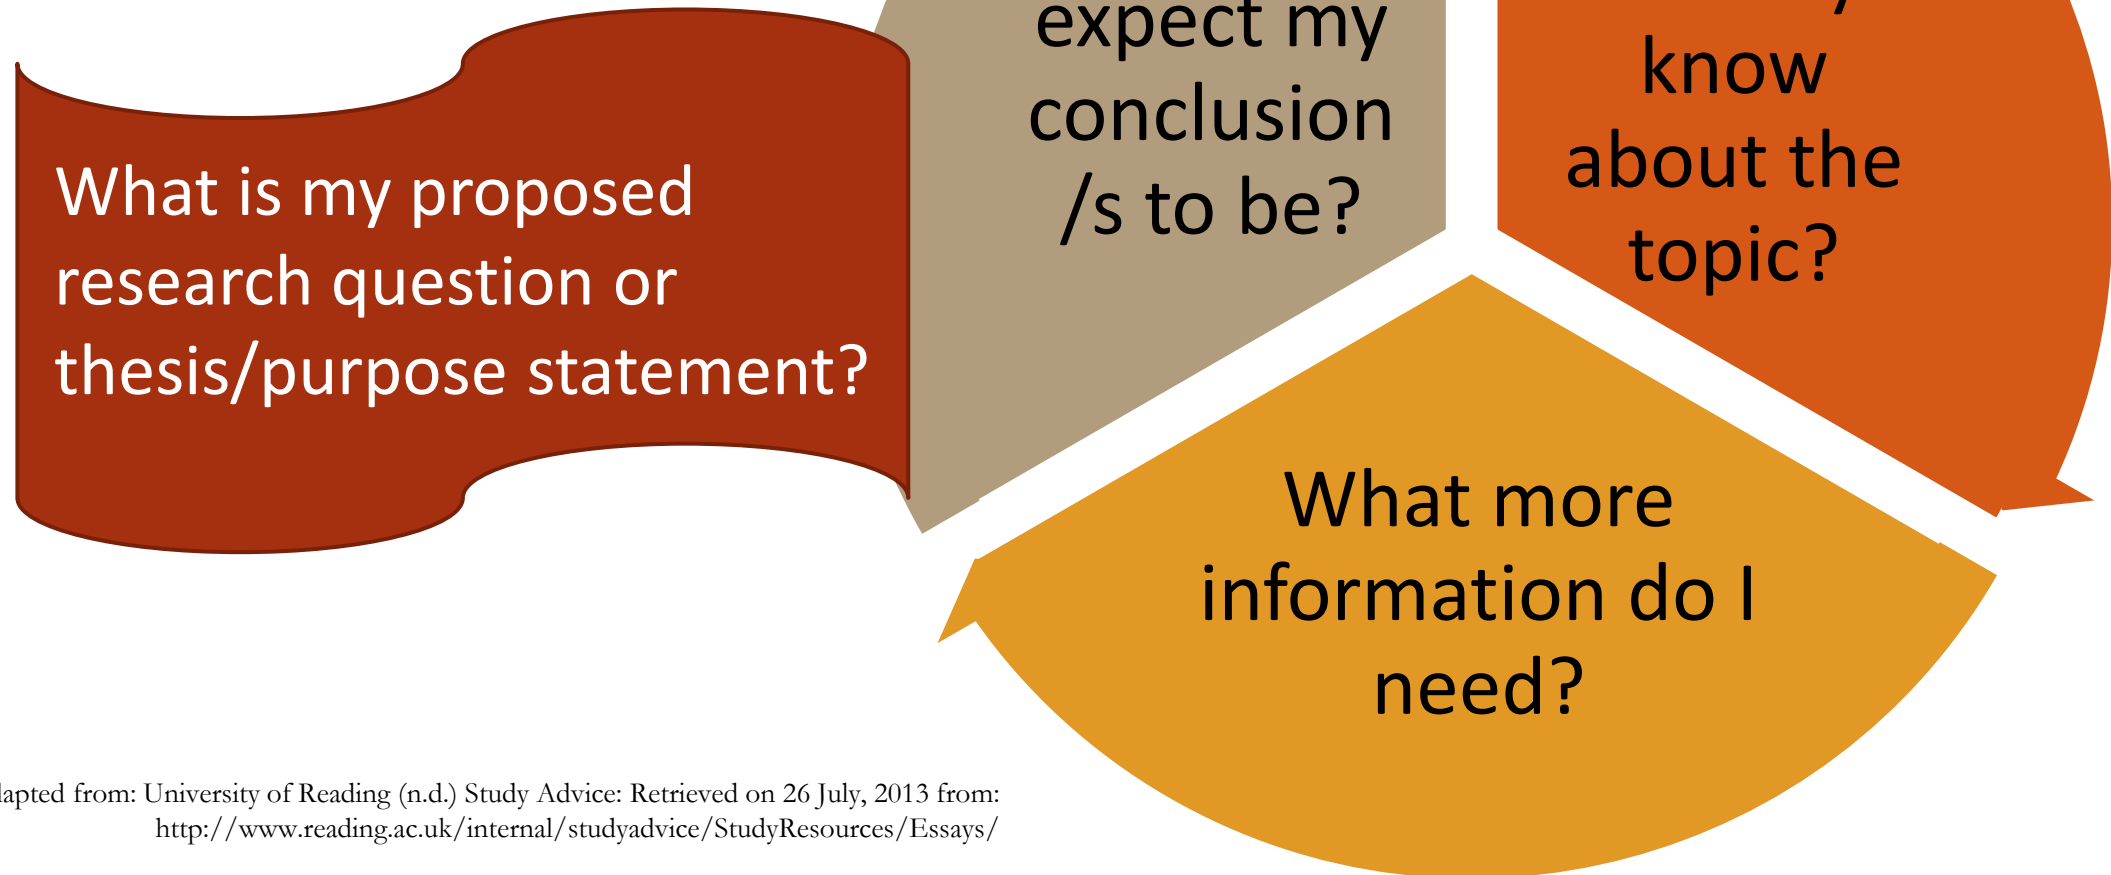 What is my proposed
research question or
thesis/purpose statement?
expect my
conclusion
/s to be?
know
about the
topic?
What more
information do I
need?
dapted from: University of Reading (n.d.) Study Advice: Retrieved on 26 July, 2013 from:
http://www.reading.ac.uk/internal/studyadvice/StudyResources/Essays/